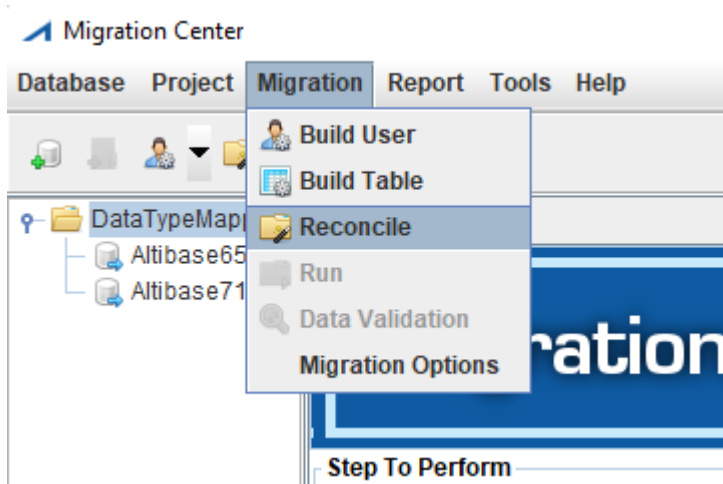 Migration Center
Database Project Migration Report Tools Help
Build User
Build Table
DataTypeMap
Reconcile
Altibase65
Run
Altibase71
Data Validation
ration
Migration Options
Step To Perform